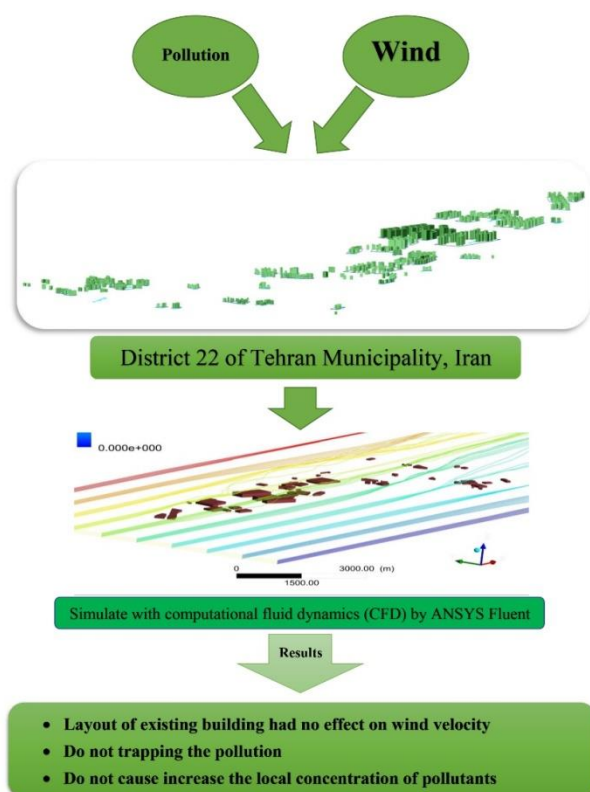 Pollution
Wind
District 22 of Tehran Municipality, Iran
0.000e+000
0 3000.00 (m)
1500.00
Simulate with computational fluid dynamics (CFD) by ANSYS Fluent
Results
• Layout of existing building had no effect on wind velocity
• Do not trapping the pollution
• Do not cause increase the local concentration of pollutants